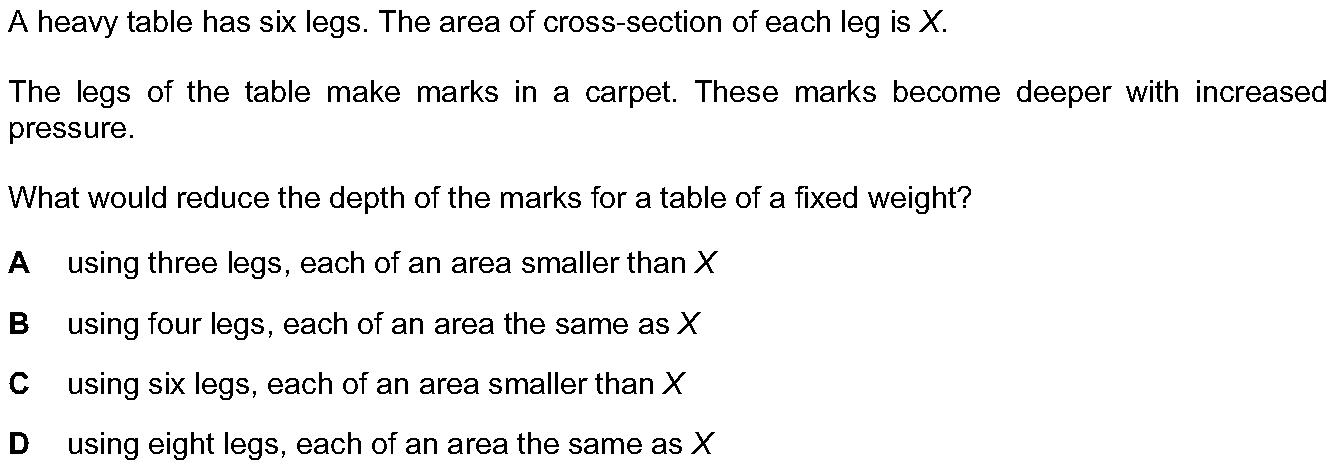 A heavy table has six legs. The area of cross-section of each leg is X.
The legs of the table make marks in a carpet. These marks become deeper with increased
pressure.
What would reduce the depth of the marks for a table of a fixed weight?
A using three legs, each of an area smaller than X
B using four legs, each of an area the same as X
C using six legs, each of an area smaller than X
D using eight legs, each of an area the same as X